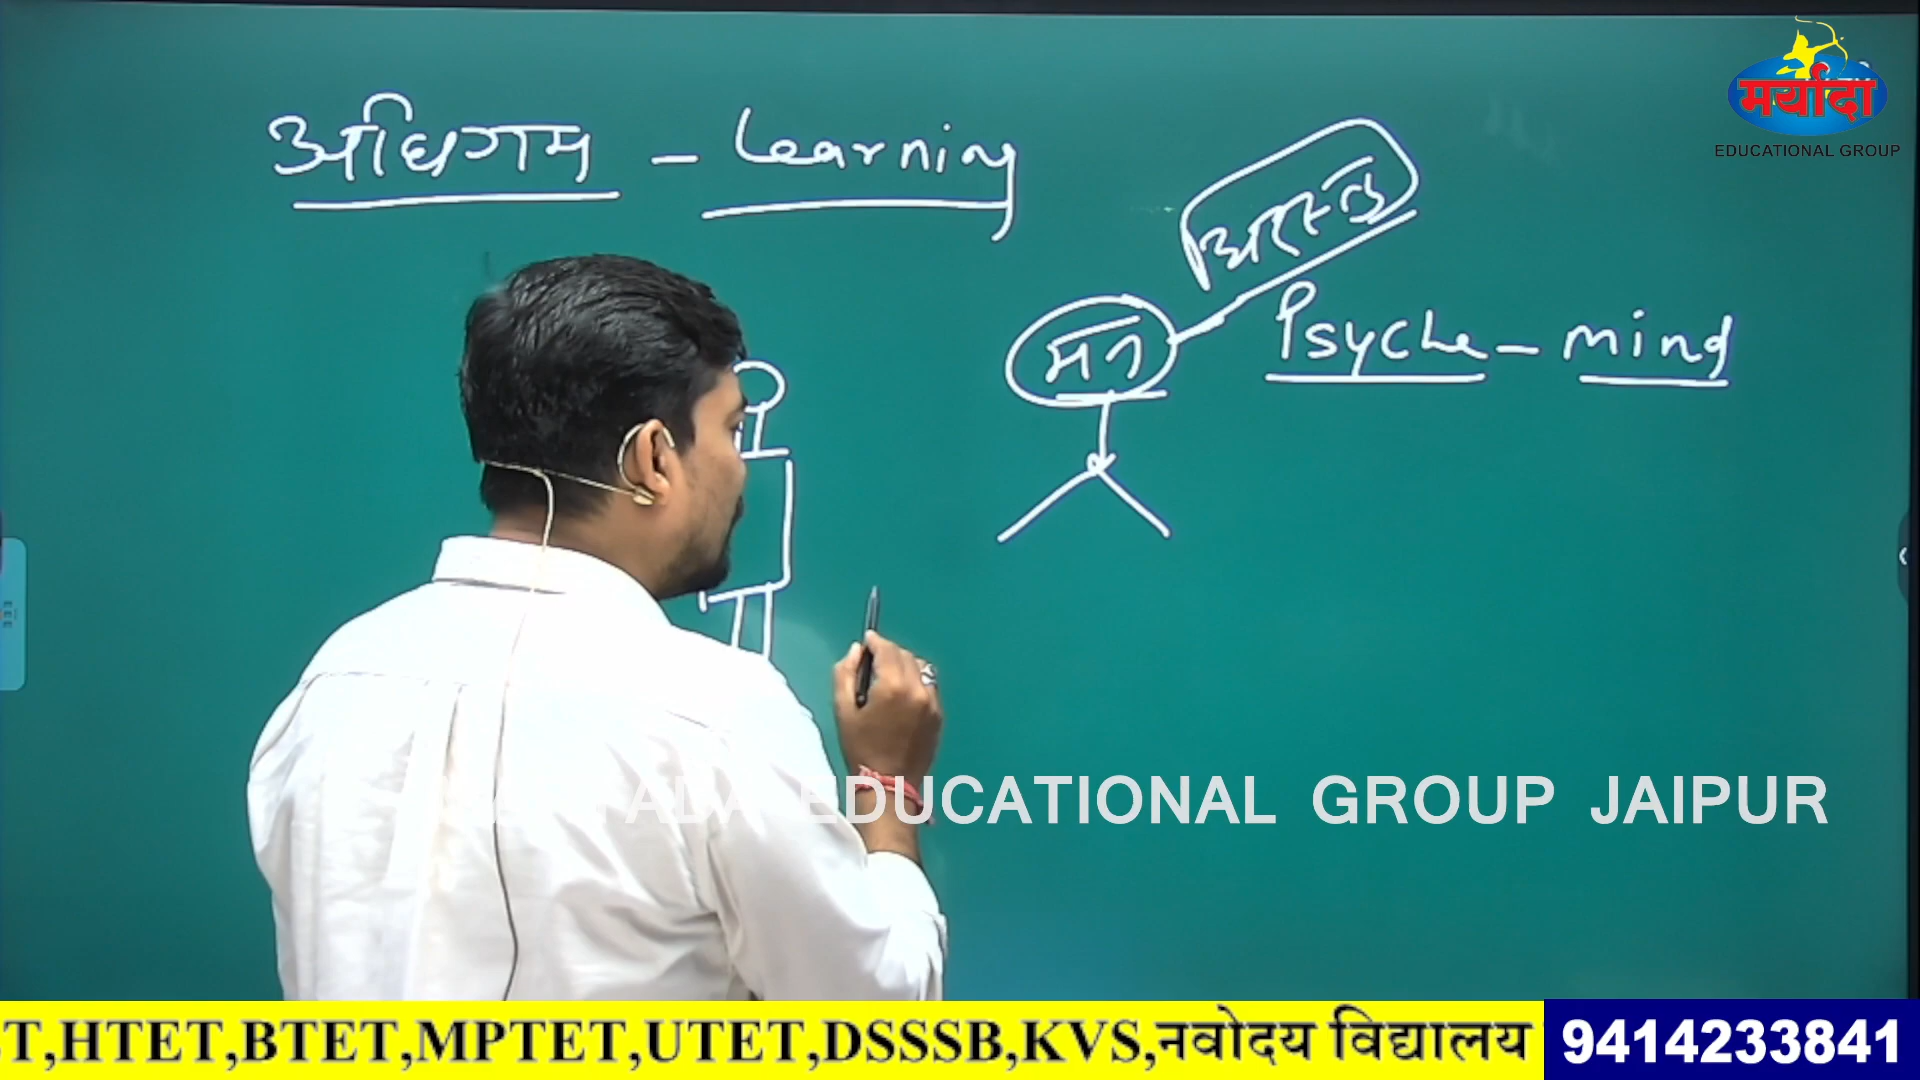 मर्यादा
EDUCATIONAL GROUP
अधिगम - Learning
अरस्तु
मन
Psyche - mind
EDUCATIONAL GROUP JAIPUR
T,HTET,BTET,MPTET,UTET,DSSSB,KVS,नवोदय विद्यालय
9414233841